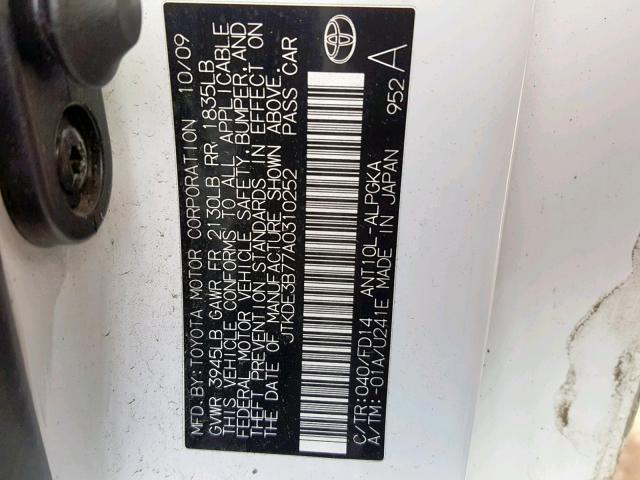 MFD.BY:TOYOTA MOTOR CORPORATION 10/09
GVWR 3945LB GAWR FR 2130LB RR 1835LB
THIS VEHICLE CONFORMS TO ALL APPLICABLE
FEDERAL MOTOR VEHICLE SAFETY, BUMPER, AND
THEFT PREVENTION STANDARDS IN EFFECT ON
THE DATE OF MANUFACTURE SHOWN ABOVE.
JTKDE3B77A0310252 PASS CAR
C/TR:040/FD14 ANT10L-ALPGKA 952 A
A/TM:-01A/U241E MADE IN JAPAN